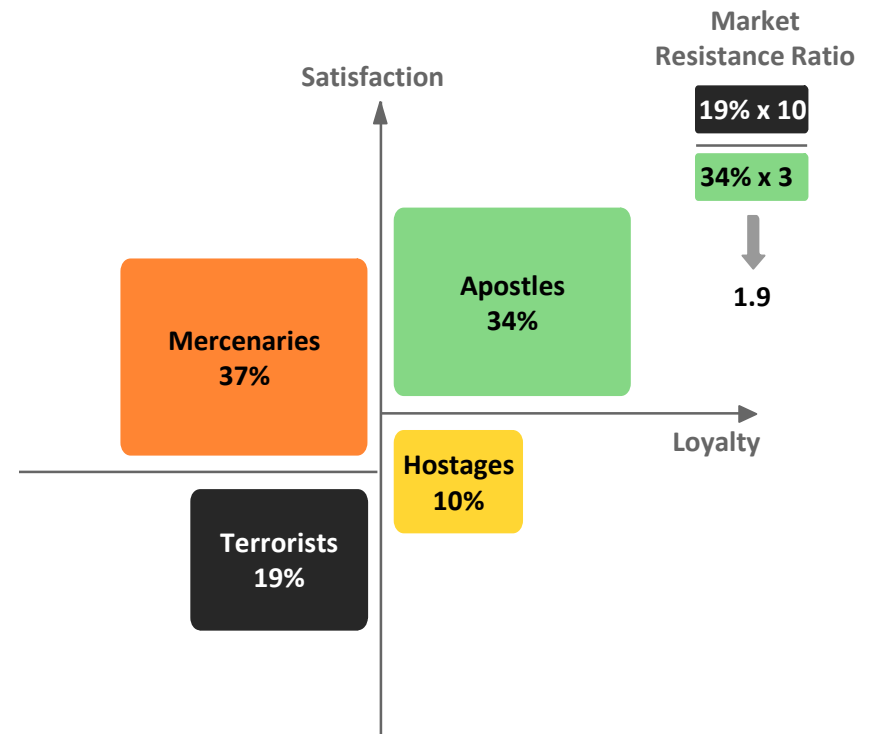 Market
Resistance Ratio
Satisfaction
19% x 10
34% x 3
1.9
Apostles
34%
Mercenaries
37%
Loyalty
Hostages
10%
Terrorists
19%